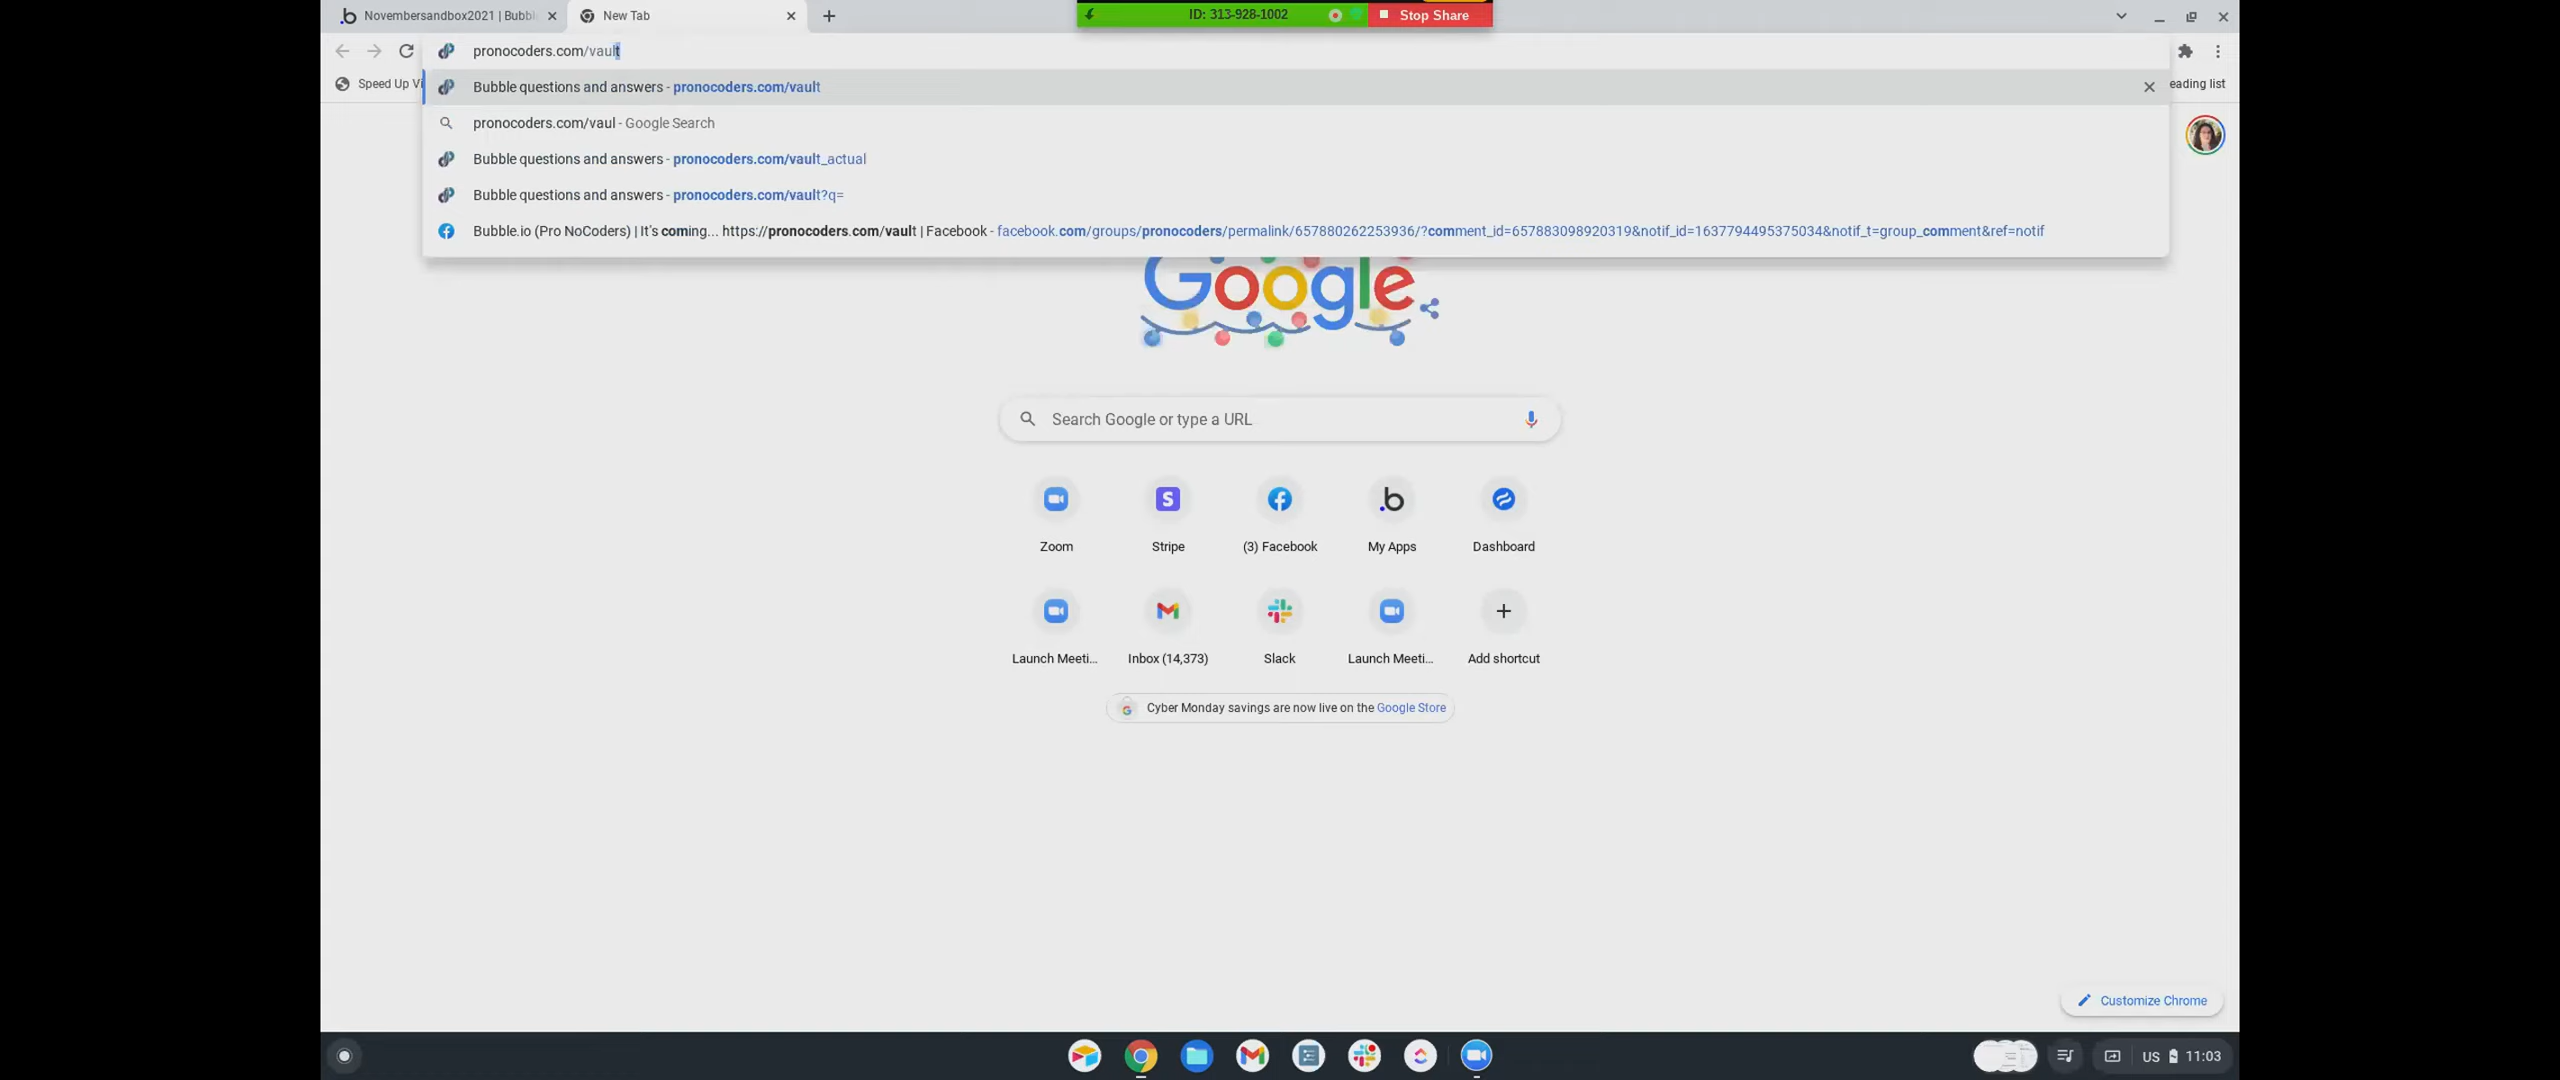 Novembersandbox2021 | Bubbl
New Tab
ID: 313-928-1002
Stop Share
pronocoders.com/vault
Speed Up Vi
Bubble questions and answers - pronocoders.com/vault
eading list
pronocoders.com/vaul - Google Search
Bubble questions and answers - pronocoders.com/vault_actual
Bubble questions and answers - pronocoders.com/vault?q=
Bubble.io (Pro NoCoders) | It's coming... https://pronocoders.com/vault | Facebook - facebook.com/groups/pronocoders/permalink/657880262253936/?comment_id=657883098920319&notif_id=1637794495375034&notif_t=group_comment&ref=notif
Google
Search Google or type a URL
Zoom
Stripe
(3) Facebook
My Apps
Dashboard
Launch Meeti...
Inbox (14,373)
Slack
Launch Meeti...
Add shortcut
Cyber Monday savings are now live on the Google Store
Customize Chrome
US
11:03